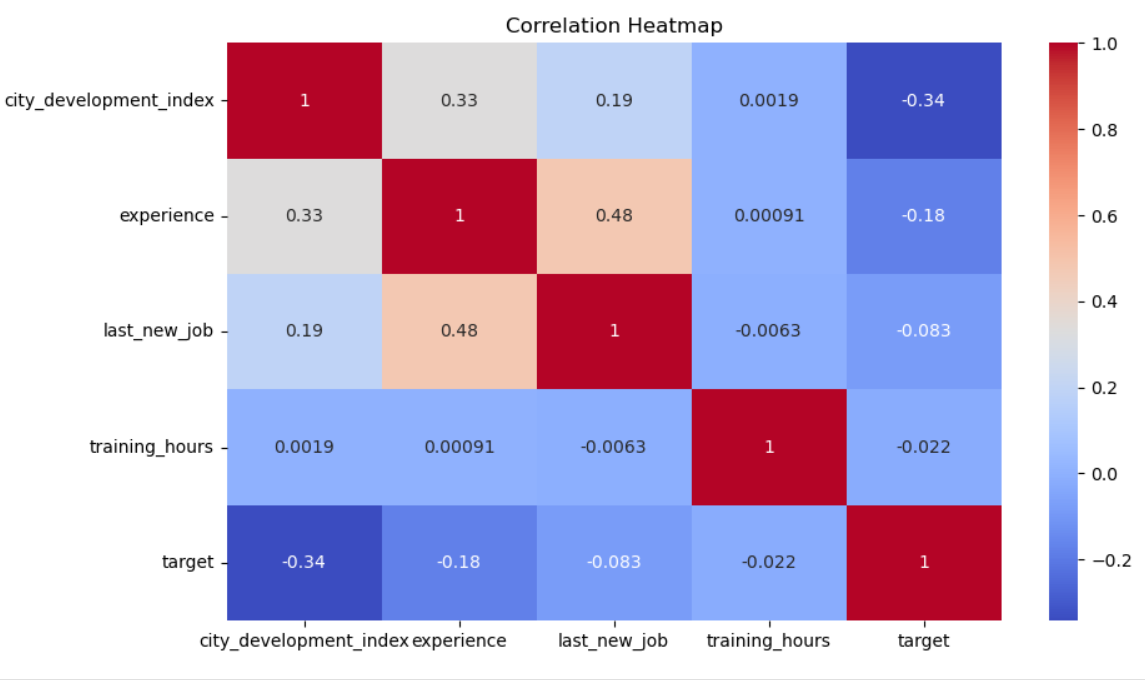 Correlation Heatmap
city_development_index 1 0.33 0.19 0.0019 -0.34
experience 0.33 1 0.48 0.00091 -0.18
last_new_job 0.19 0.48 1 -0.0063 -0.083
training_hours 0.0019 0.00091 -0.0063 1 -0.022
target -0.34 -0.18 -0.083 -0.022 1
city_development_index experience last_new_job training_hours target
1.0
0.8
0.6
0.4
0.2
0.0
−0.2